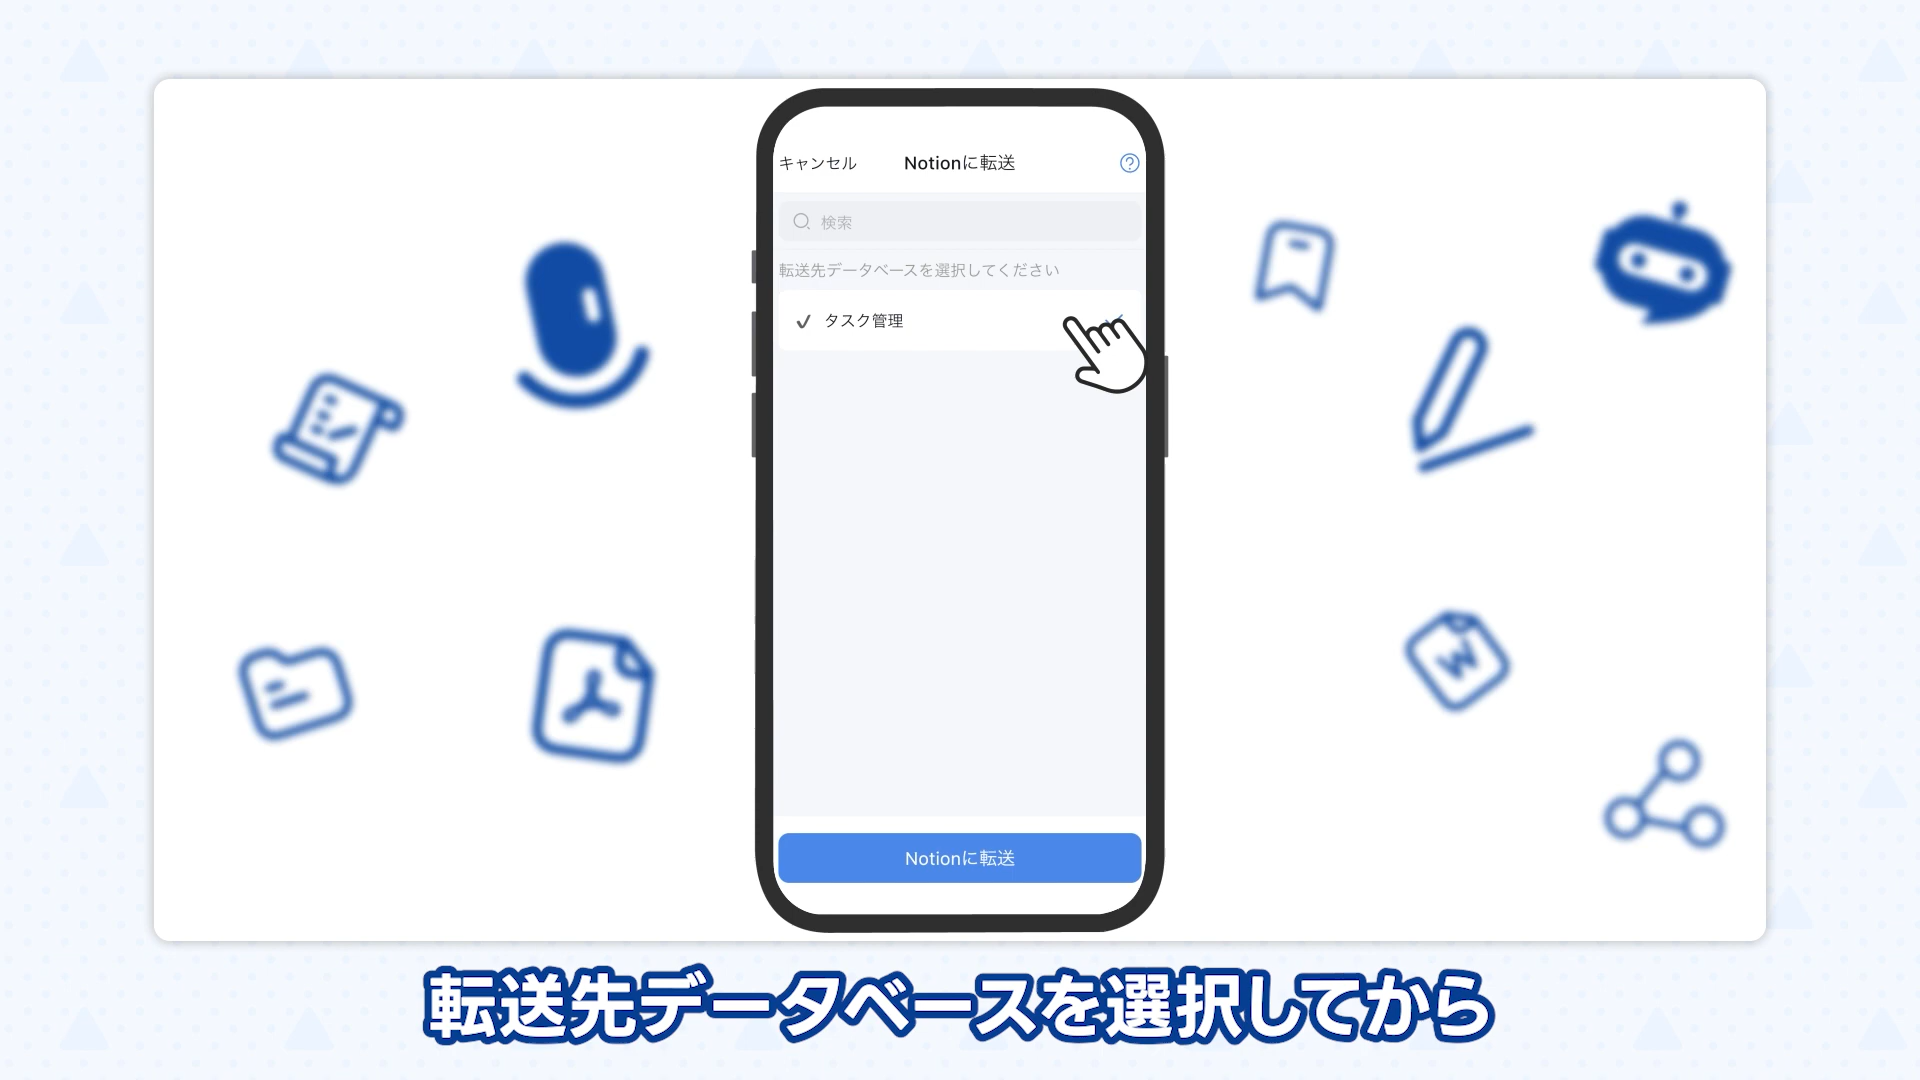 キャンセル
Notionに転送
検索
転送先データベースを選択してください
タスク管理
W
Notionに転送
転送先データベースを選択してから